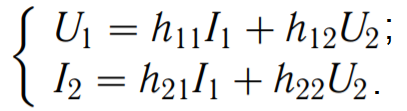 U₁ = h₁₁I₁ + h₁₂U₂;
I₂ = h₂₁I₁ + h₂₂U₂.